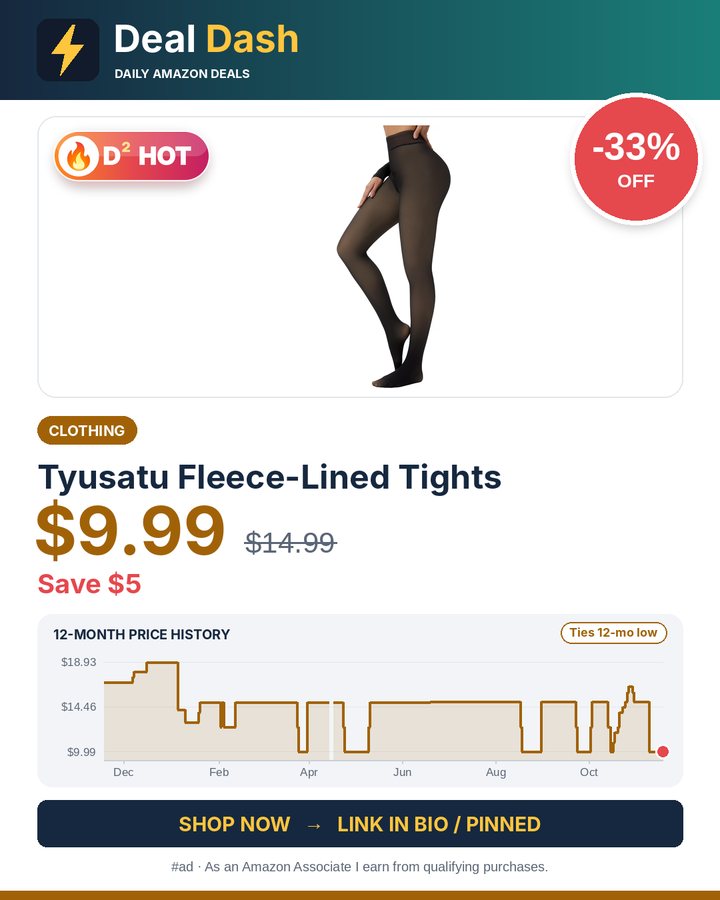 Deal Dash
DAILY AMAZON DEALS
D² HOT
-33%
OFF
CLOTHING
Tyusatu Fleece-Lined Tights
$9.99 $14.99
Save $5
12-MONTH PRICE HISTORY
Ties 12-mo low
$18.93
$14.46
$9.99
Dec Feb Apr Jun Aug Oct
SHOP NOW → LINK IN BIO / PINNED
#ad · As an Amazon Associate I earn from qualifying purchases.